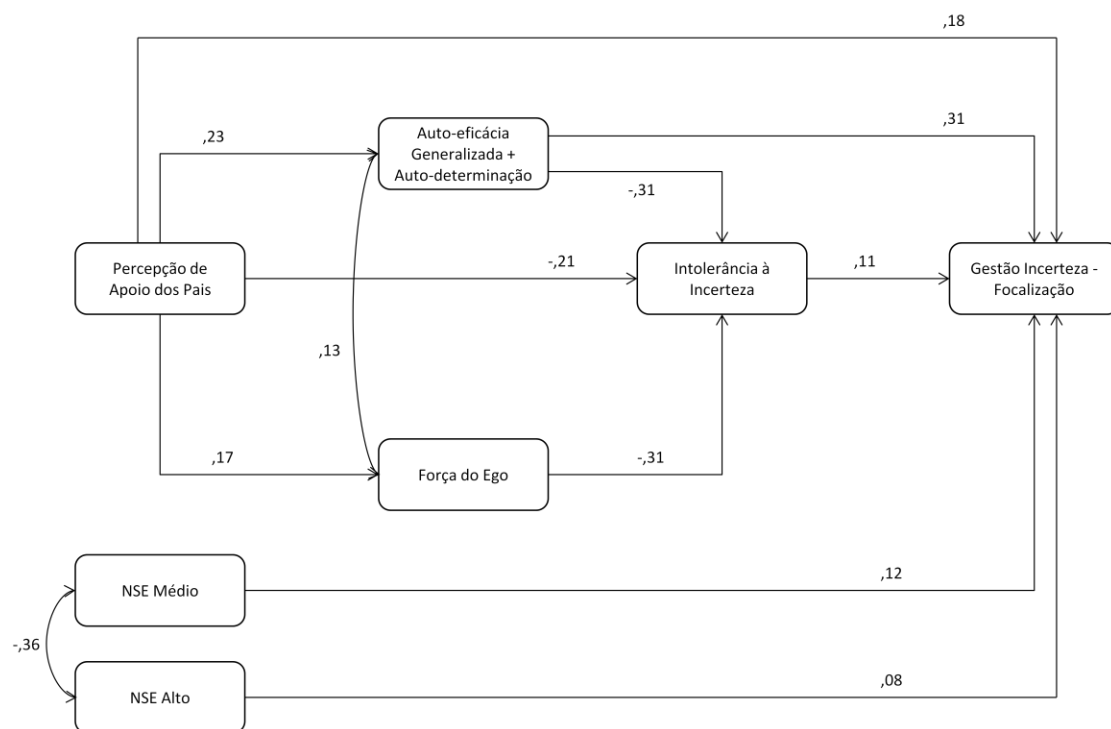 ,18
,23
Auto-eficácia
Generalizada +
Auto-determinação
,31
-,31
Percepção de
Apoio dos Pais
-,21
Intolerância à
Incerteza
,11
Gestão Incerteza -
Focalização
,13
,17
Força do Ego
-,31
NSE Médio
,12
-,36
NSE Alto
,08